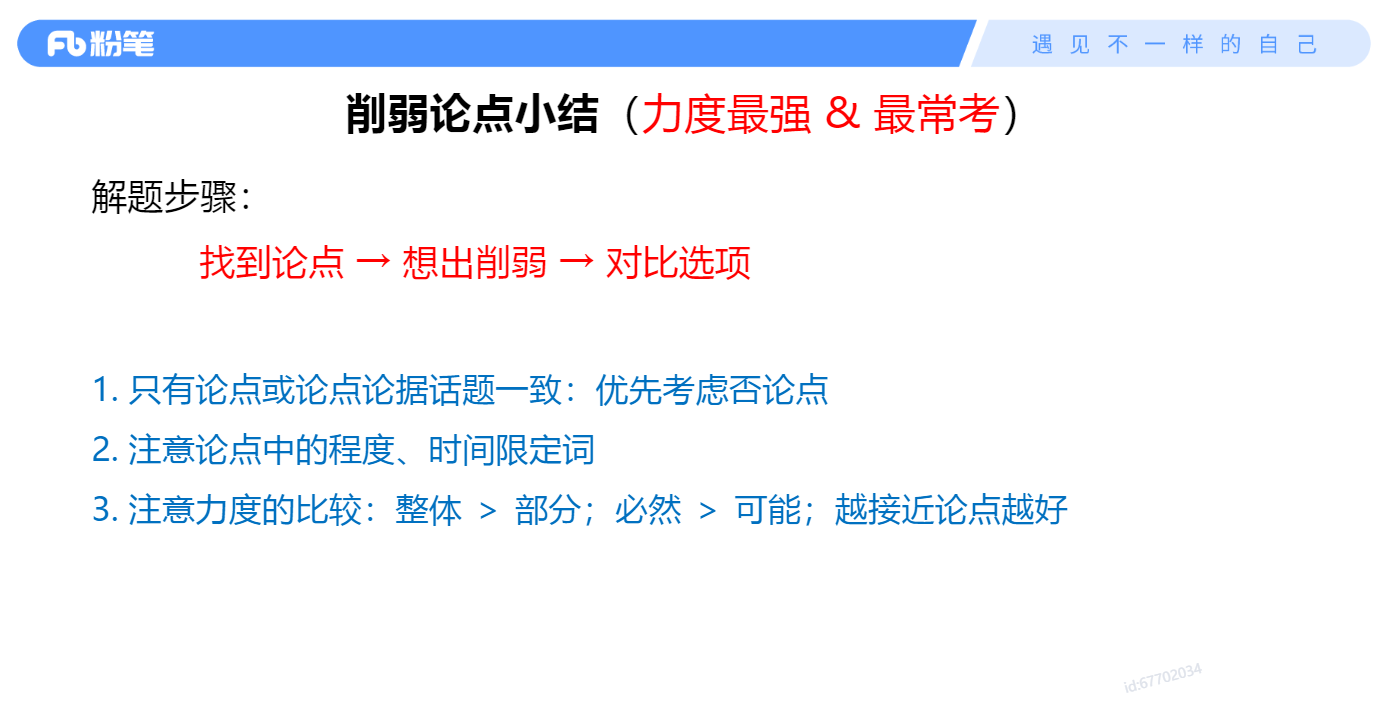 粉笔
遇见不一样的自己
削弱论点小结（力度最强 & 最常考）
解题步骤：
找到论点 → 想出削弱 → 对比选项
1. 只有论点或论点论据话题一致：优先考虑否论点
2. 注意论点中的程度、时间限定词
3. 注意力度的比较：整体 > 部分；必然 > 可能；越接近论点越好
id:67702034